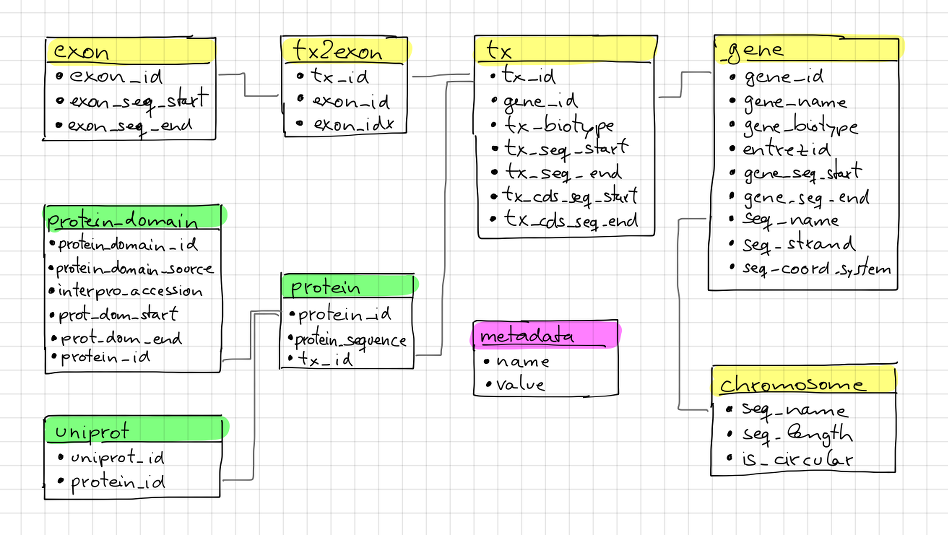 exon
• exon_id
• exon_seq_start
• exon_seq_end
tx2exon
• tx_id
• exon_id
• exon_idx
tx
• tx_id
• gene_id
• tx_biotype
• tx_seq_start
• tx_seq_end
• tx_cds_seq_start
• tx_cds_seq_end
gene
• gene_id
• gene_name
• gene_biotype
• entrezid
• gene_seq_start
• gene_seq_end
• seq_name
• seq_strand
• seq_coord_system
protein_domain
• protein_domain_id
• protein_domain_source
• interpro_accession
• prot_dom_start
• prot_dom_end
• protein_id
protein
• protein_id
• protein_sequence
• tx_id
metadata
• name
• value
chromosome
• seq_name
• seq_length
• is_circular
uniprot
• uniprot_id
• protein_id